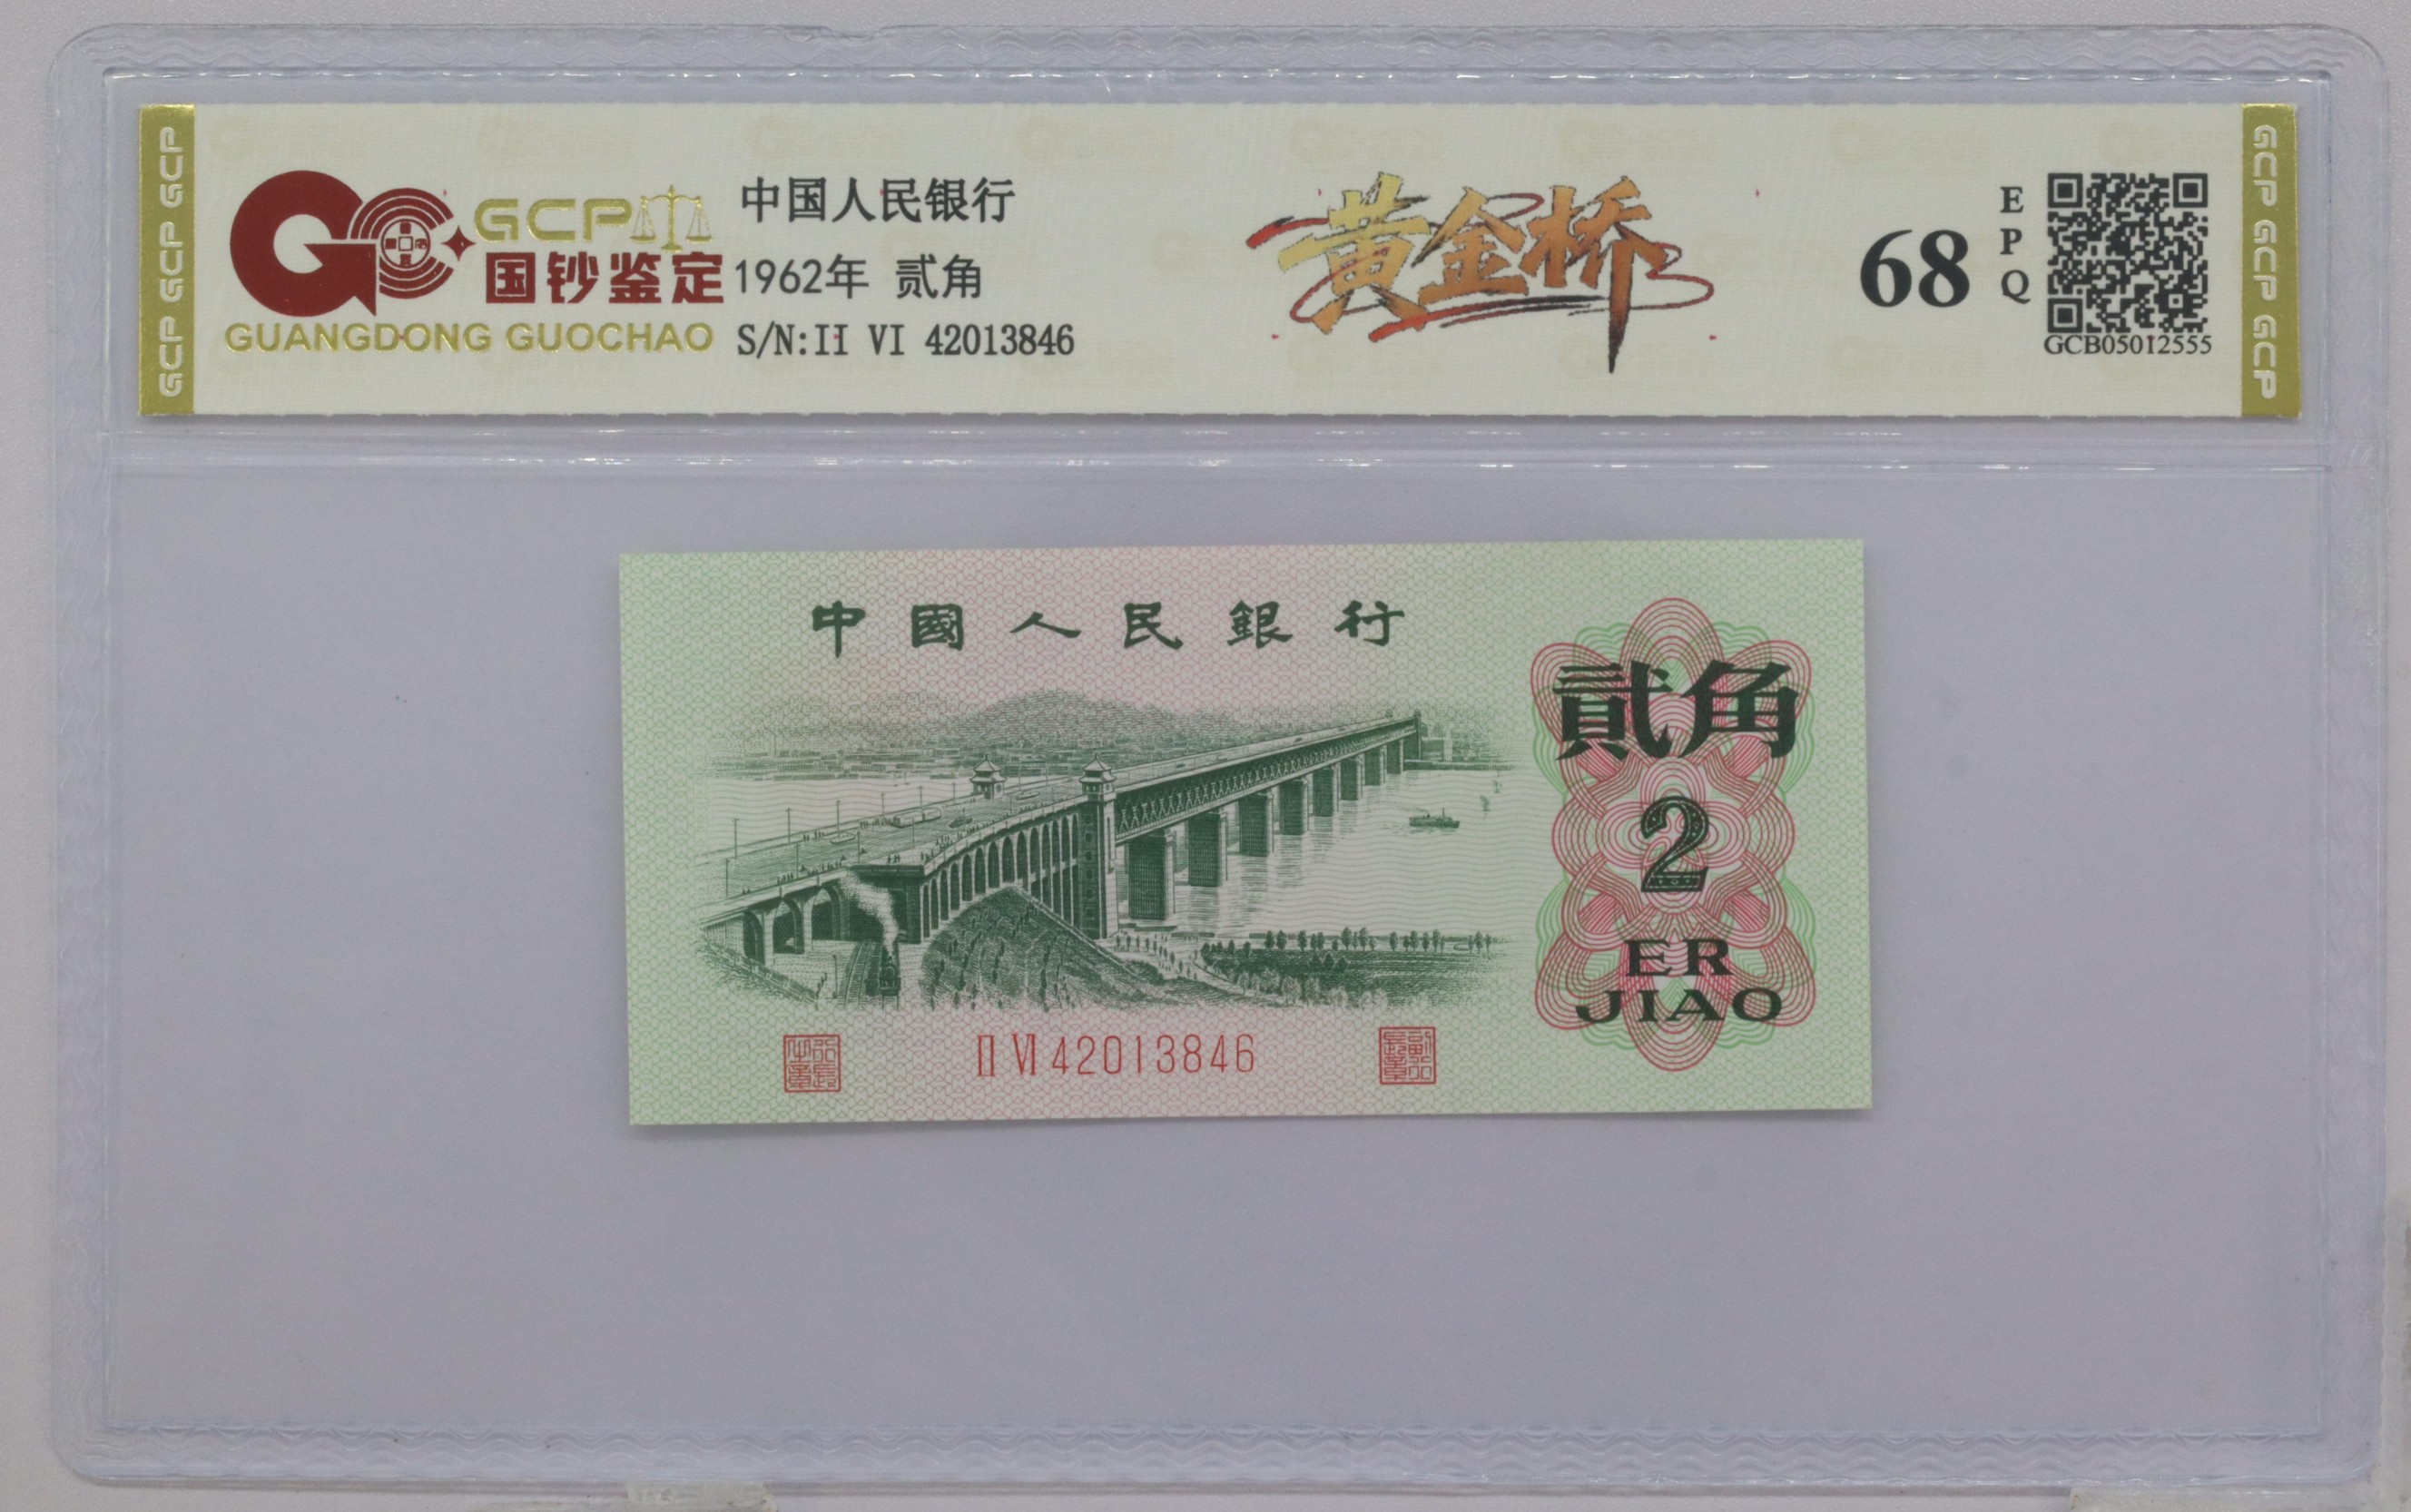 GCP GCP GCP
GCP
国钞鉴定
GUANGDONG GUOCHAO
中国人民银行
1962年 贰角
S/N:II VI 42013846
黄金桥
68
EPQ
GCB05012555
GCP GCP GCP
中國人民銀行
貳角
2
ER
JIAO
II VI 42013846